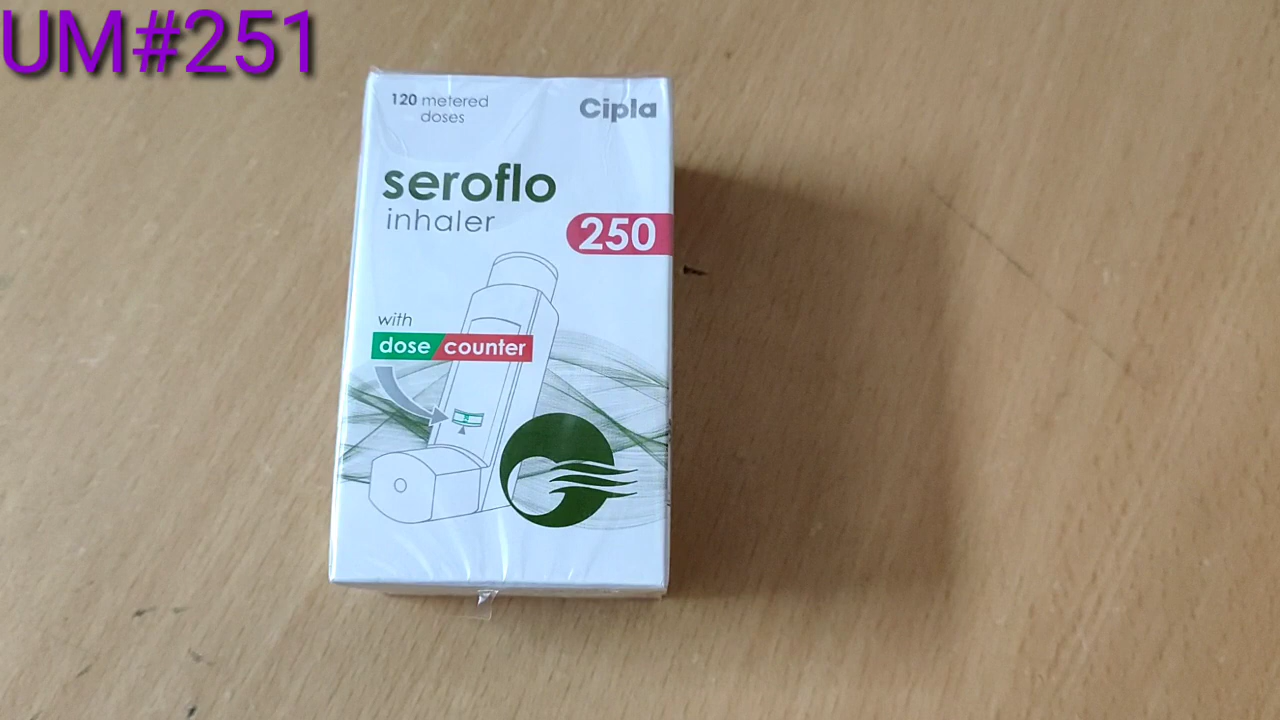 UM#251
120 metered
doses
Cipla
seroflo
inhaler
250
with
dose counter